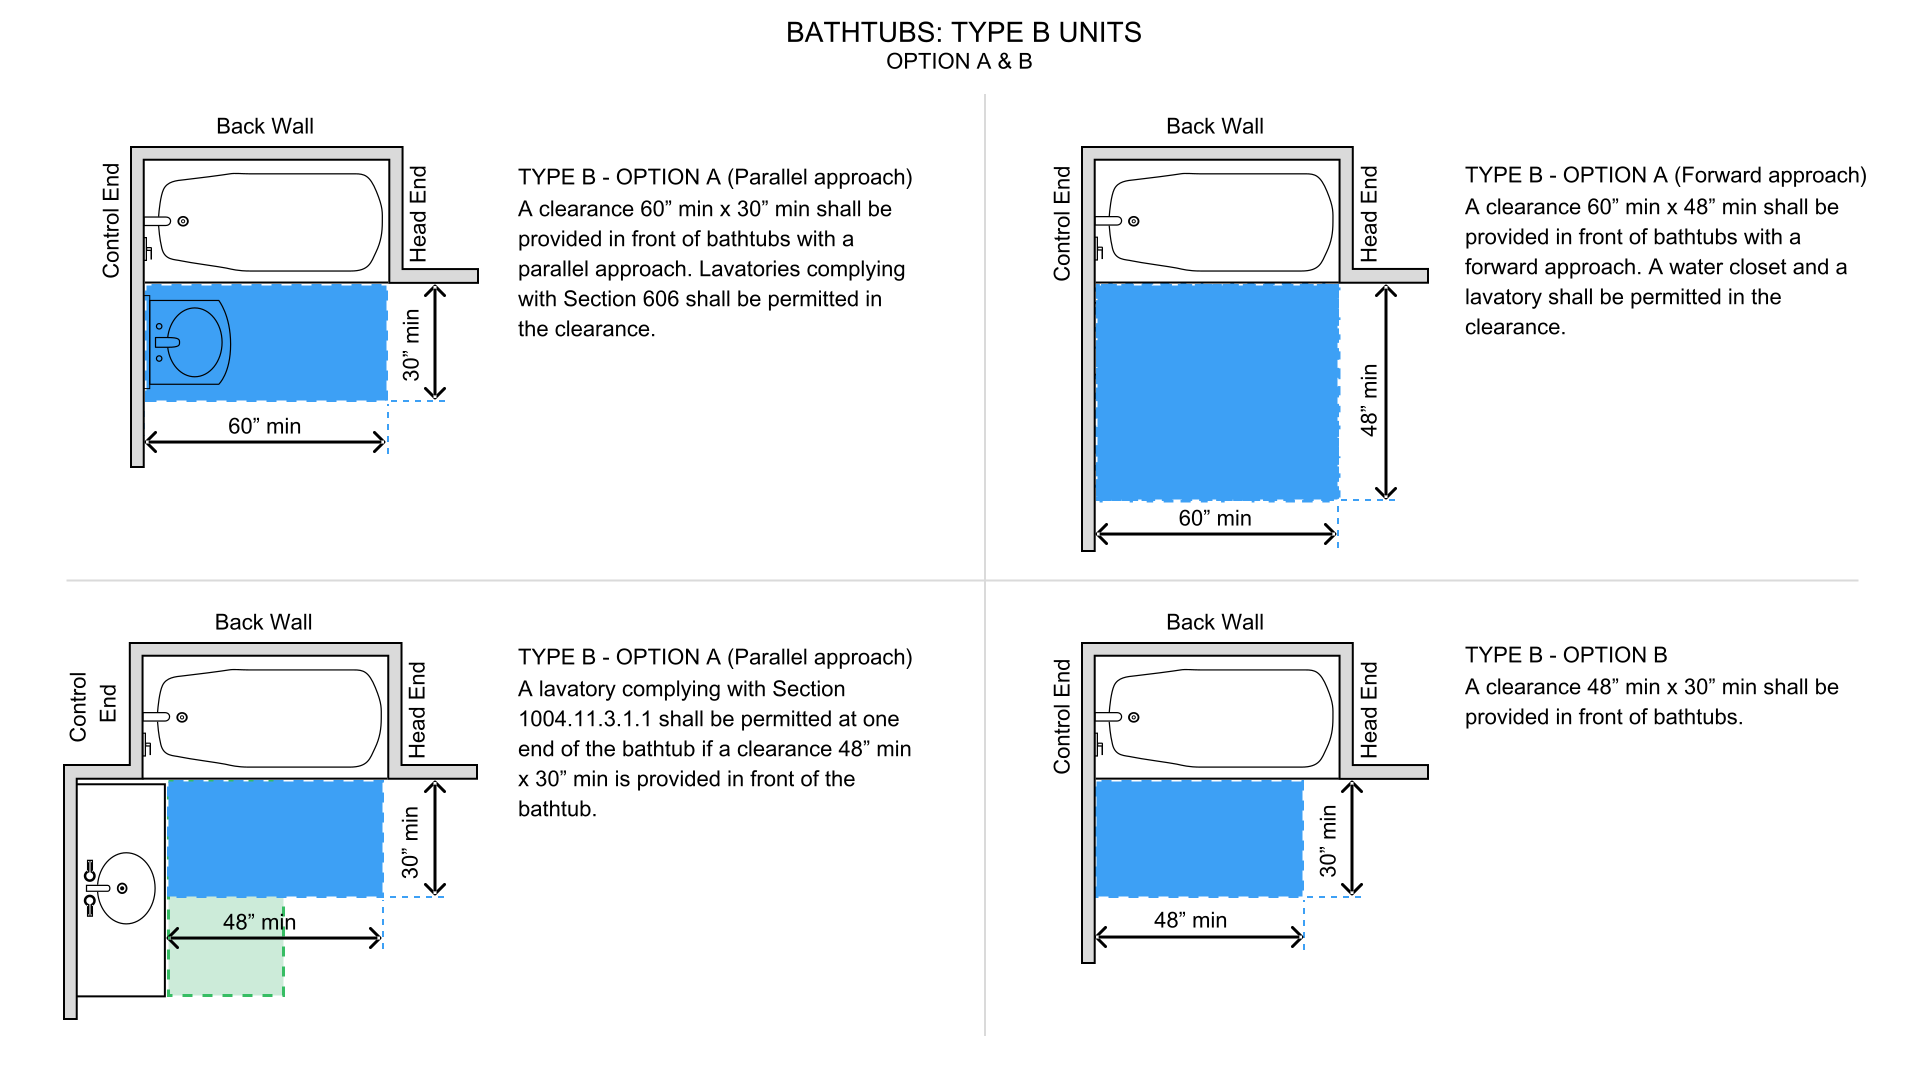 BATHTUBS: TYPE B UNITS
OPTION A & B
Back Wall
Control End
Head End
30” min
60” min
TYPE B - OPTION A (Parallel approach)
A clearance 60” min x 30” min shall be
provided in front of bathtubs with a
parallel approach. Lavatories complying
with Section 606 shall be permitted in
the clearance.
Back Wall
Control End
Head End
48” min
60” min
TYPE B - OPTION A (Forward approach)
A clearance 60” min x 48” min shall be
provided in front of bathtubs with a
forward approach. A water closet and a
lavatory shall be permitted in the
clearance.
Back Wall
Control
End
Head End
30” min
48” min
TYPE B - OPTION A (Parallel approach)
A lavatory complying with Section
1004.11.3.1.1 shall be permitted at one
end of the bathtub if a clearance 48” min
x 30” min is provided in front of the
bathtub.
Back Wall
Control End
Head End
30” min
48” min
TYPE B - OPTION B
A clearance 48” min x 30” min shall be
provided in front of bathtubs.